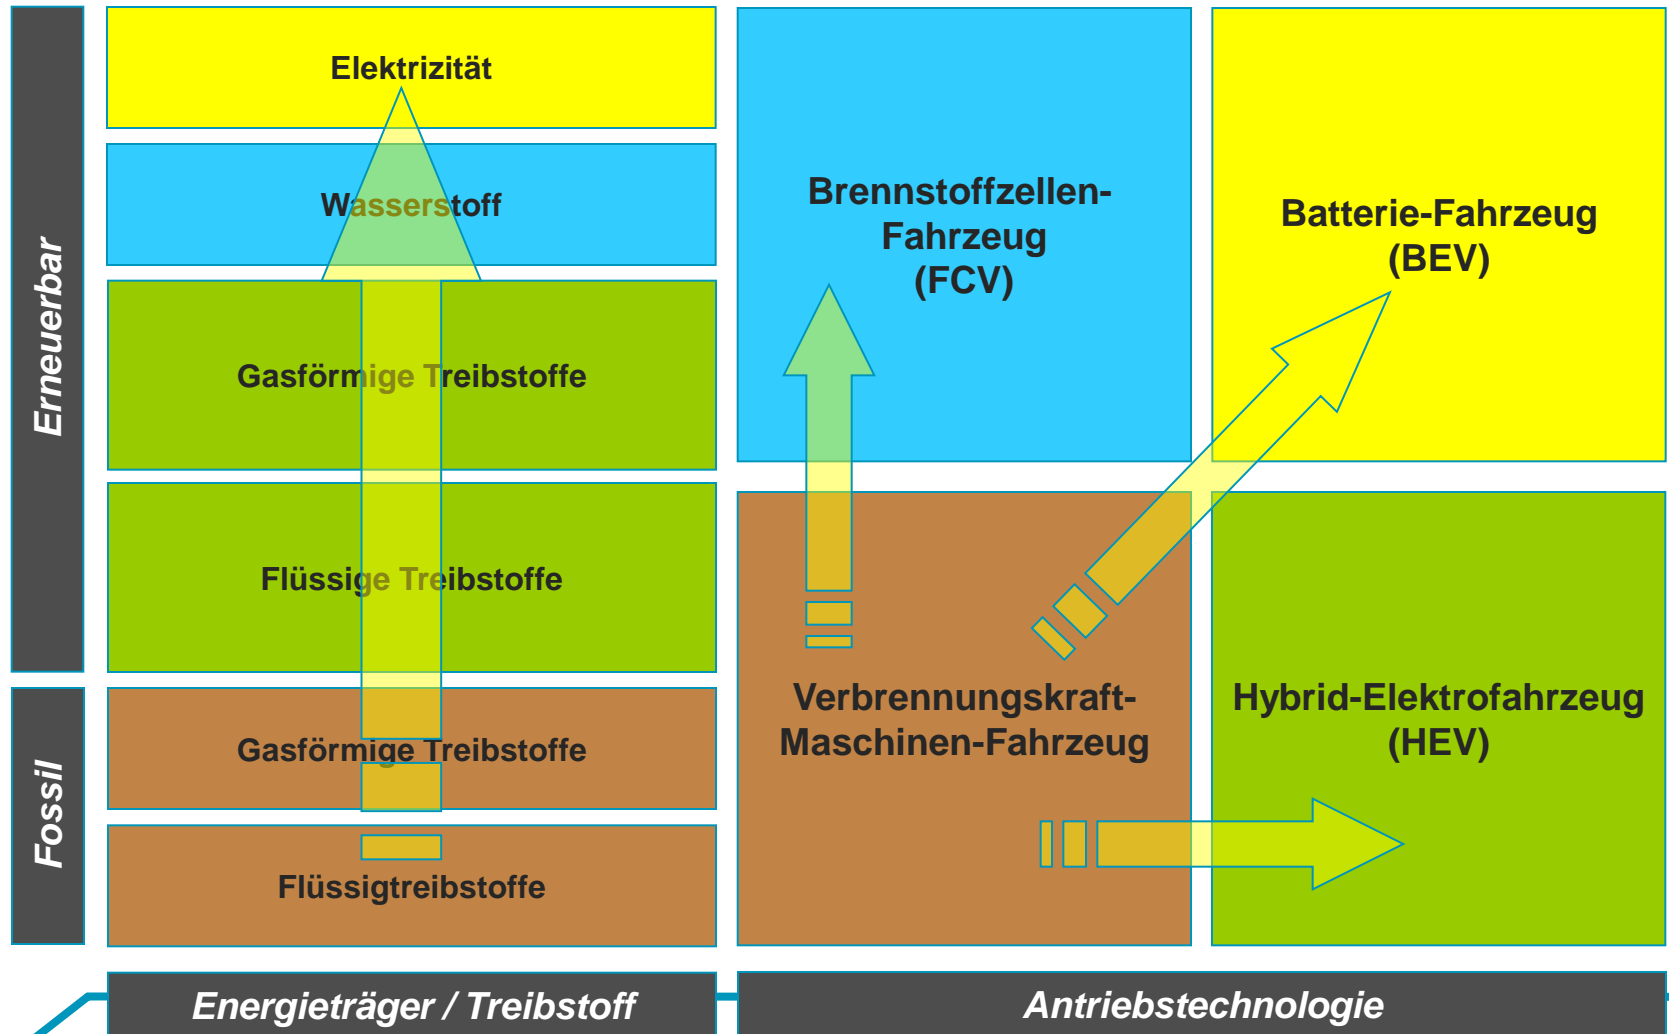 Erneuerbar
Fossil
Elektrizität
Wasserstoff
Gasförmige Treibstoffe
Flüssige Treibstoffe
Gasförmige Treibstoffe
Flüssigtreibstoffe
Energieträger / Treibstoff
Brennstoffzellen-
Fahrzeug
(FCV)
Batterie-Fahrzeug
(BEV)
Verbrennungskraft-
Maschinen-Fahrzeug
Hybrid-Elektrofahrzeug
(HEV)
Antriebstechnologie